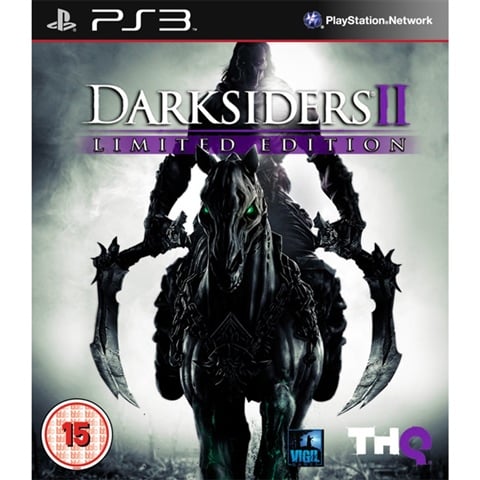 PS3
PlayStation®Network
DARKSIDERS II
LIMITED EDITION
15
VIGIL
THQ